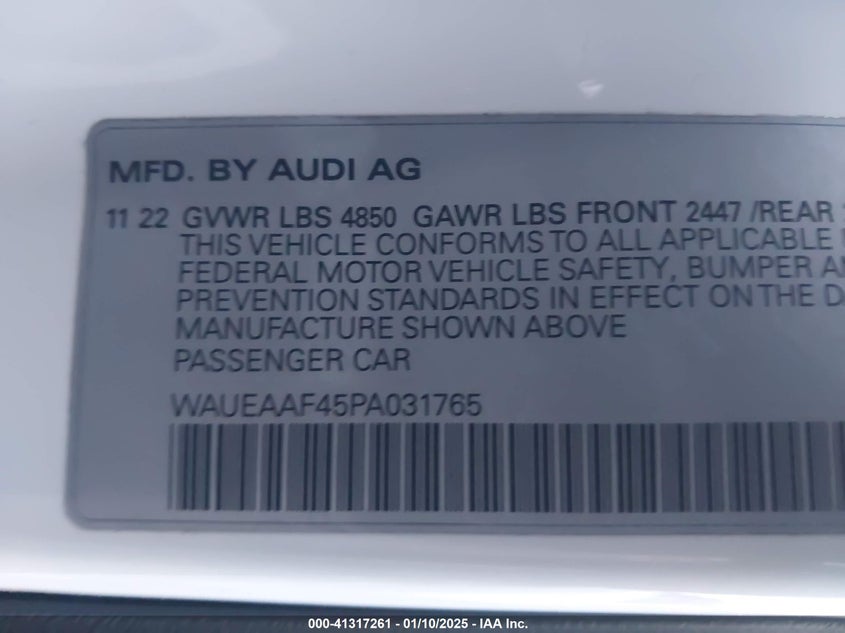 MFD. BY AUDI AG
11 22 GVWR LBS 4850 GAWR LBS FRONT 2447 /REAR
THIS VEHICLE CONFORMS TO ALL APPLICABLE
FEDERAL MOTOR VEHICLE SAFETY, BUMPER
PREVENTION STANDARDS IN EFFECT ON THE
MANUFACTURE SHOWN ABOVE
PASSENGER CAR
WAUEAAF45PA031765
000-41317261 - 01/10/2025 - IAA Inc.